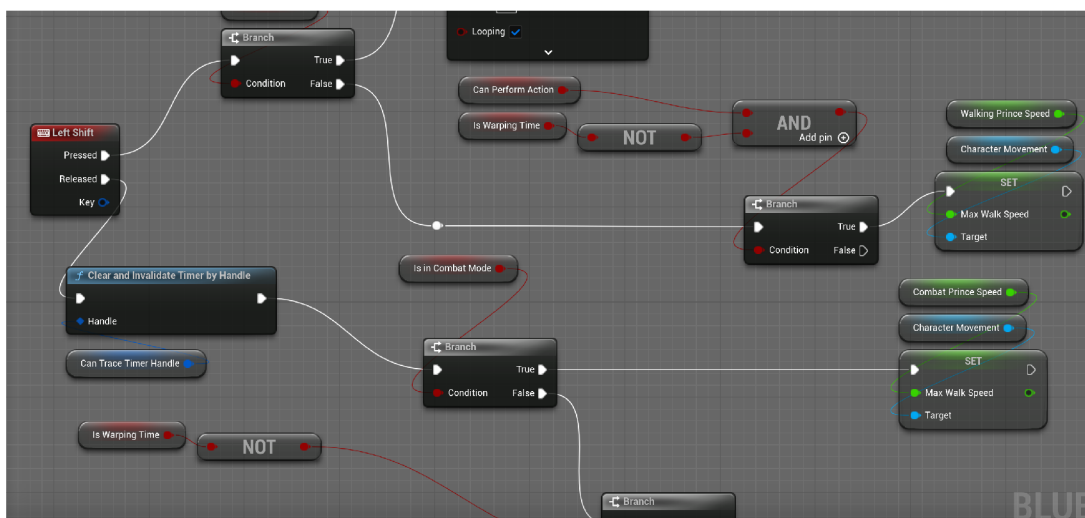 Branch
True
Condition
False
Looping
Can Perform Action
Is Warping Time
NOT
AND
Add pin
Walking Prince Speed
Character Movement
SET
Max Walk Speed
Target
Left Shift
Pressed
Released
Key
Branch
True
Condition
False
Is in Combat Mode
f Clear and Invalidate Timer by Handle
Handle
Can Trace Timer Handle
Combat Prince Speed
Character Movement
SET
Max Walk Speed
Target
Branch
True
Condition
False
Is Warping Time
NOT
Branch